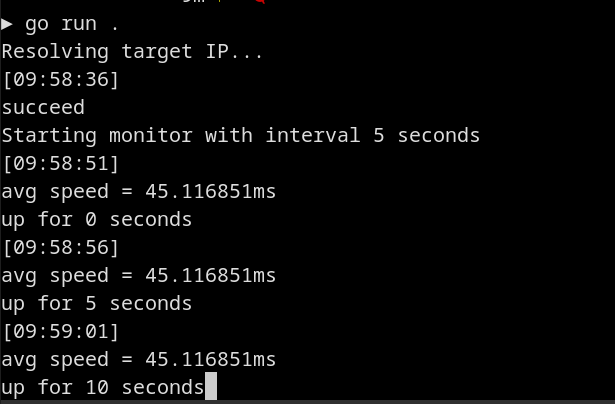 ▶ go run .
Resolving target IP...
[09:58:36]
succeed
Starting monitor with interval 5 seconds
[09:58:51]
avg speed = 45.116851ms
up for 0 seconds
[09:58:56]
avg speed = 45.116851ms
up for 5 seconds
[09:59:01]
avg speed = 45.116851ms
up for 10 seconds